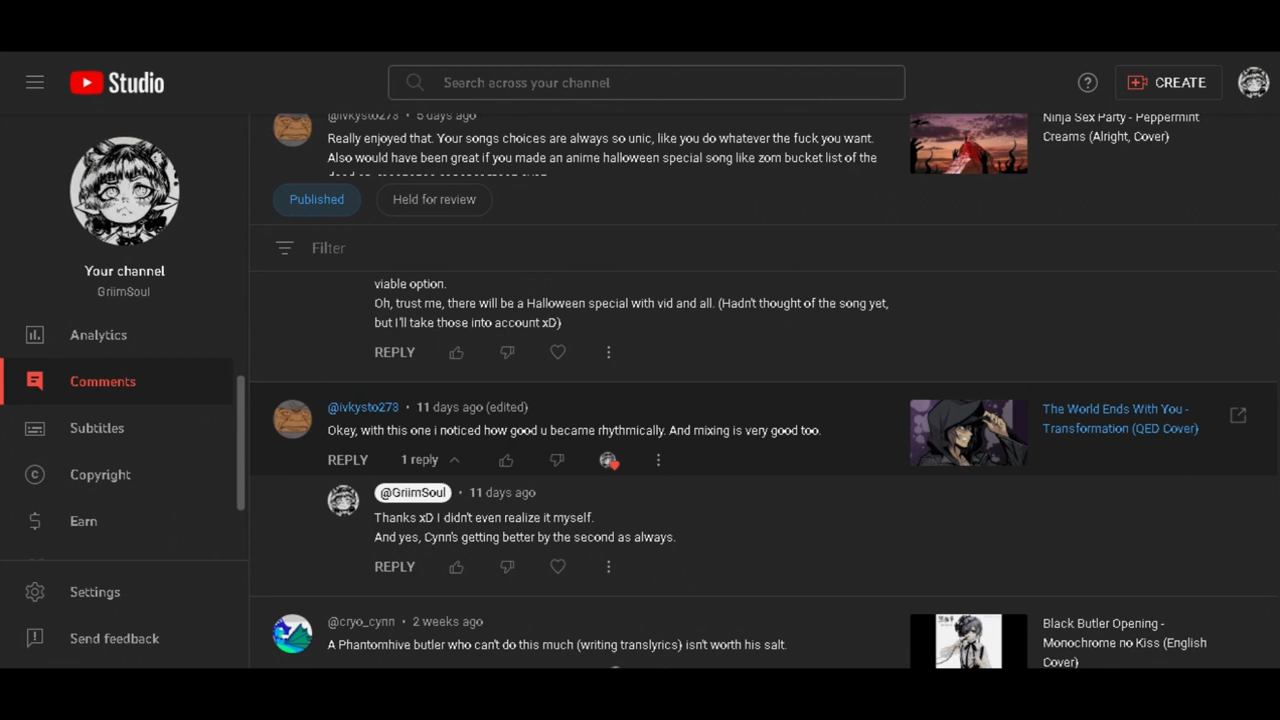 Studio
Search across your channel
CREATE
Your channel
GriimSoul
Analytics
Comments
Subtitles
Copyright
Earn
Settings
Send feedback
@ivkysto273 • 5 days ago
Really enjoyed that. Your songs choices are always so unic, like you do whatever the fuck you want.
Also would have been great if you made an anime halloween special song like zom bucket list of the
Ninja Sex Party - Peppermint
Creams (Alright, Cover)
Published
Held for review
Filter
viable option.
Oh, trust me, there will be a Halloween special with vid and all. (Hadn't thought of the song yet,
but I'll take those into account xD)
REPLY
@ivkysto273 • 11 days ago (edited)
Okey, with this one i noticed how good u became rhythmically. And mixing is very good too.
REPLY 1 reply
The World Ends With You -
Transformation (QED Cover)
@GriimSoul • 11 days ago
Thanks xD I didn't even realize it myself.
And yes, Cynn's getting better by the second as always.
REPLY
@cryo_cynn • 2 weeks ago
A Phantomhive butler who can't do this much (writing translyrics) isn't worth his salt.
Black Butler Opening -
Monochrome no Kiss (English
Cover)